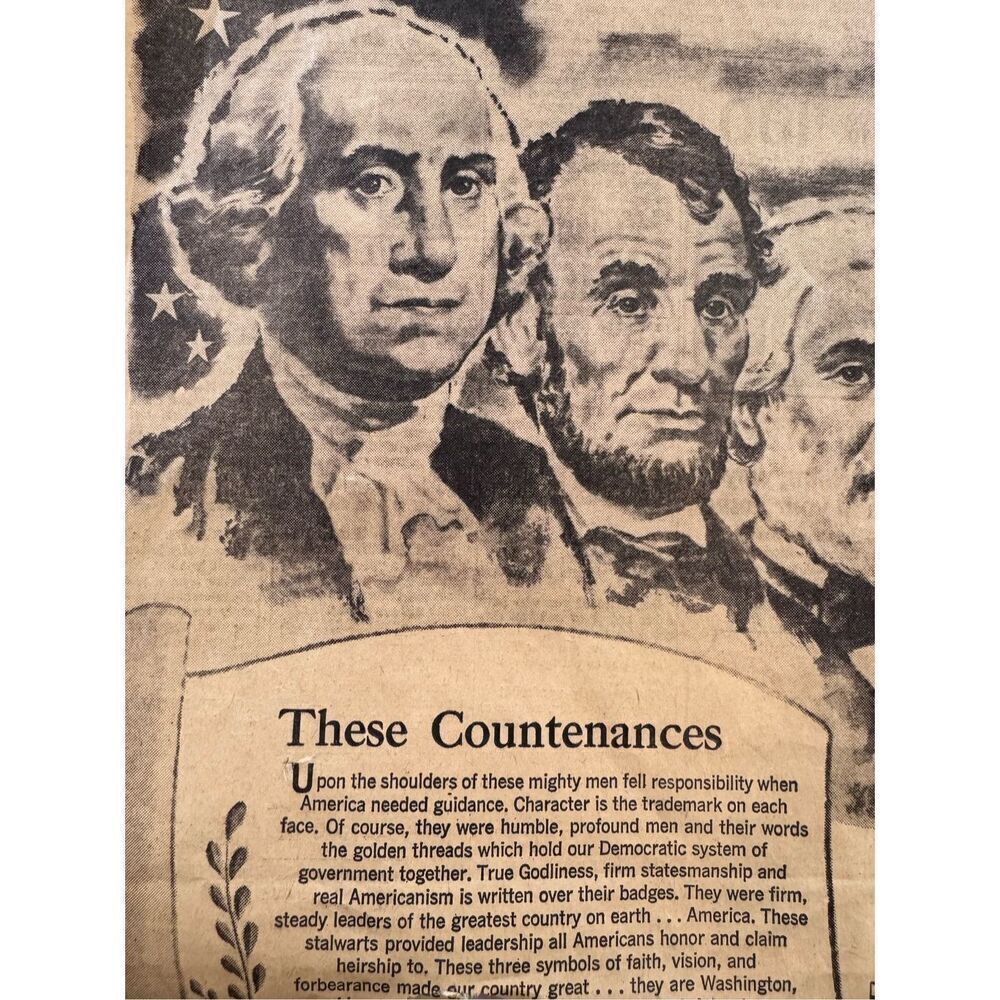 These Countenances
Upon the shoulders of these mighty men fell responsibility when
America needed guidance. Character is the trademark on each
face. Of course, they were humble, profound men and their words
the golden threads which hold our Democratic system of
government together. True Godliness, firm statesmanship and
real Americanism is written over their badges. They were firm,
steady leaders of the greatest country on earth . . . America. These
stalwarts provided leadership all Americans honor and claim
heirship to. These three symbols of faith, vision, and
forbearance made our country great . . . they are Washington,